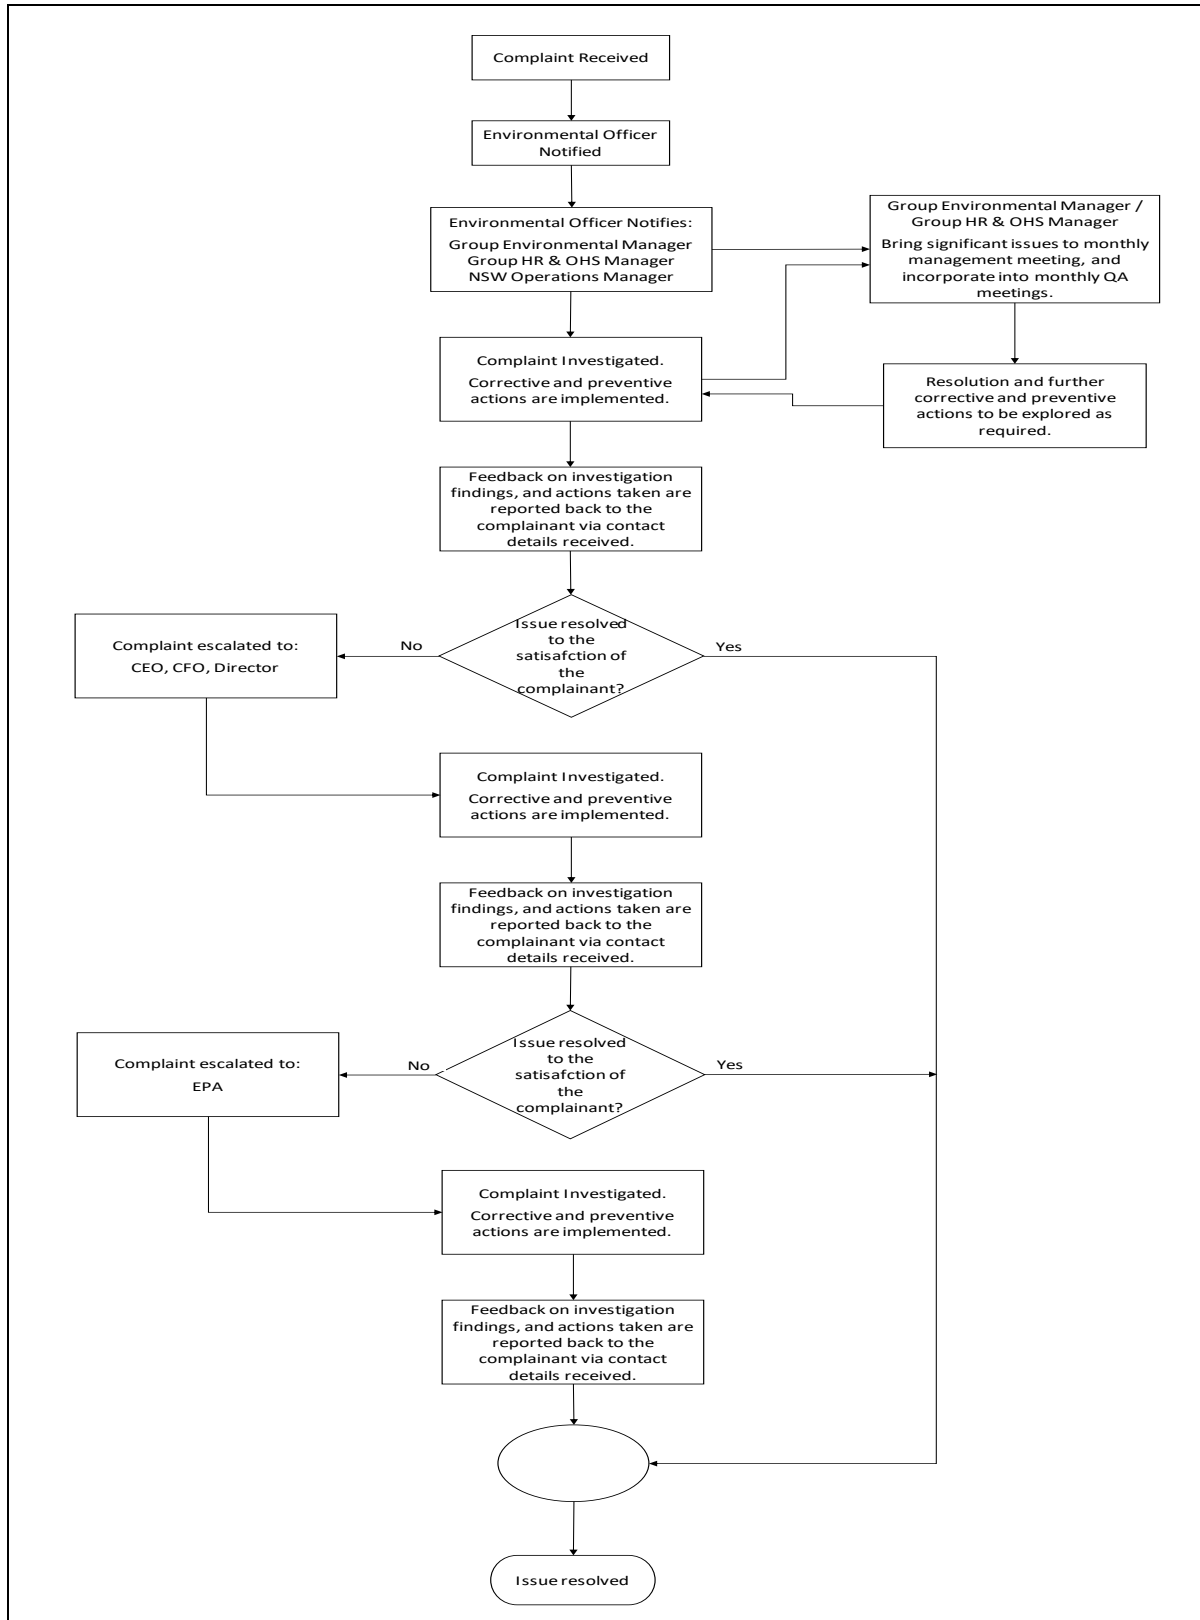 Complaint Received
Environmental Officer
Notified
Environmental Officer Notifies:
Group Environmental Manager
Group HR & OHS Manager
NSW Operations Manager
Group Environmental Manager /
Group HR & OHS Manager
Bring significant issues to monthly
management meeting, and
incorporate into monthly QA
meetings.
Complaint Investigated.
Corrective and preventive
actions are implemented.
Resolution and further
corrective and preventive
actions to be explored as
required.
Feedback on investigation
findings, and actions taken are
reported back to the
complainant via contact
details received.
Issue resolved
to the
satisafction of
the
complainant?
No
Yes
Complaint escalated to:
CEO, CFO, Director
Complaint Investigated.
Corrective and preventive
actions are implemented.
Feedback on investigation
findings, and actions taken are
reported back to the
complainant via contact
details received.
Issue resolved
to the
satisafction of
the
complainant?
No
Yes
Complaint escalated to:
EPA
Complaint Investigated.
Corrective and preventive
actions are implemented.
Feedback on investigation
findings, and actions taken are
reported back to the
complainant via contact
details received.
Issue resolved